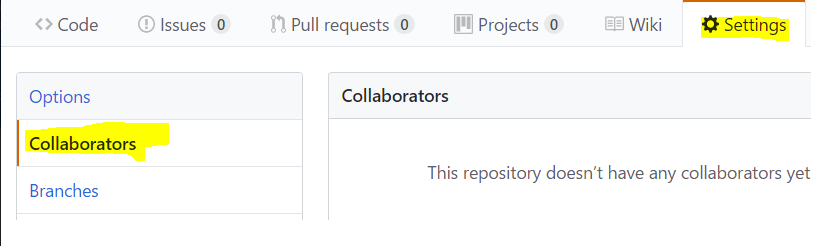 Code Issues 0 Pull requests 0 Projects 0 Wiki Settings
Options
Collaborators
Branches
Collaborators
This repository doesn’t have any collaborators yet